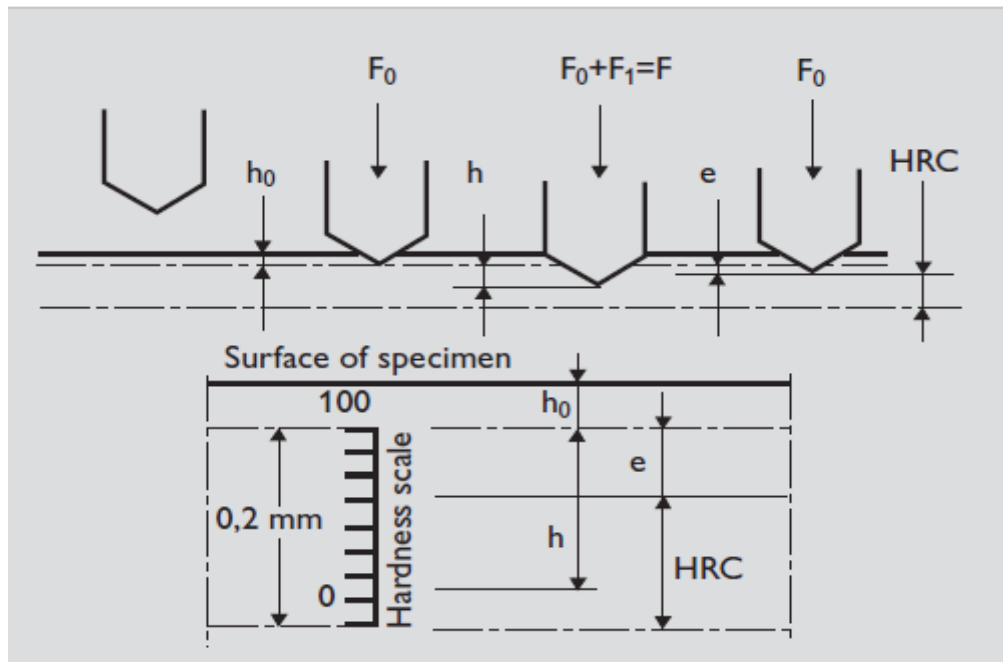 F₀
F₀+F₁=F
F₀
h₀
h
e
HRC
Surface of specimen
100
h₀
e
0,2 mm
Hardness scale
h
HRC
0